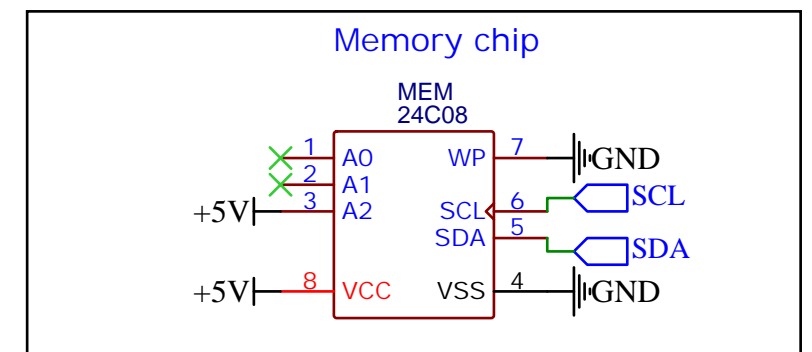 Memory chip
MEM
24C08
1 A0 WP 7 GND
2 A1
+5V 3 A2 SCL 6 SCL
SDA 5 SDA
+5V 8 VCC VSS 4 GND